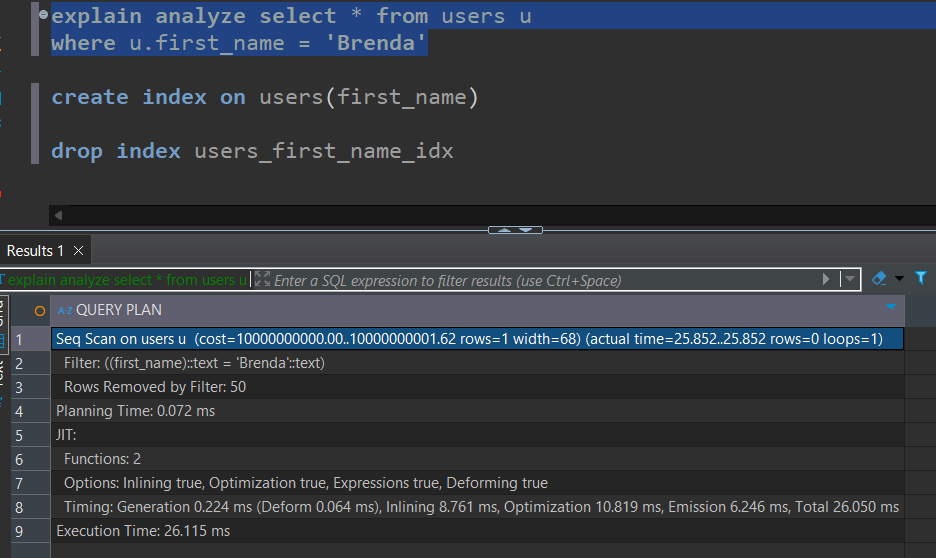 explain analyze select * from users u
where u.first_name = 'Brenda'
create index on users(first_name)
drop index users_first_name_idx
Results 1
explain analyze select * from users u
Enter a SQL expression to filter results (use Ctrl+Space)
A-Z QUERY PLAN
1 Seq Scan on users u (cost=10000000000.00..10000000001.62 rows=1 width=68) (actual time=25.852..25.852 rows=0 loops=1)
2 Filter: ((first_name)::text = 'Brenda'::text)
3 Rows Removed by Filter: 50
4 Planning Time: 0.072 ms
5 JIT:
6 Functions: 2
7 Options: Inlining true, Optimization true, Expressions true, Deforming true
8 Timing: Generation 0.224 ms (Deform 0.064 ms), Inlining 8.761 ms, Optimization 10.819 ms, Emission 6.246 ms, Total 26.050 ms
9 Execution Time: 26.115 ms